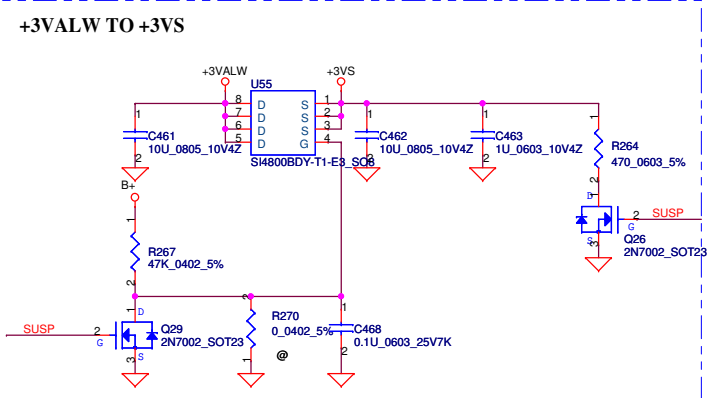 +3VALW TO +3VS
+3VALW
+3VS
U55
8 D S 1
7 D S 2
6 D S 3
5 D G 4
SI4800BDY-T1-E3_SO8
1
C461
10U_0805_10V4Z
2
1
C462
10U_0805_10V4Z
2
1
C463
1U_0603_10V4Z
2
1
R264
470_0603_5%
2
B+
1
R267
47K_0402_5%
2
D
1
SUSP
2
G
Q26
2N7002_SOT23
S
3
SUSP
2
G
1
D
Q29
2N7002_SOT23
S
3
2
R270
0_0402_5%
@
1
1
C468
0.1U_0603_25V7K
2